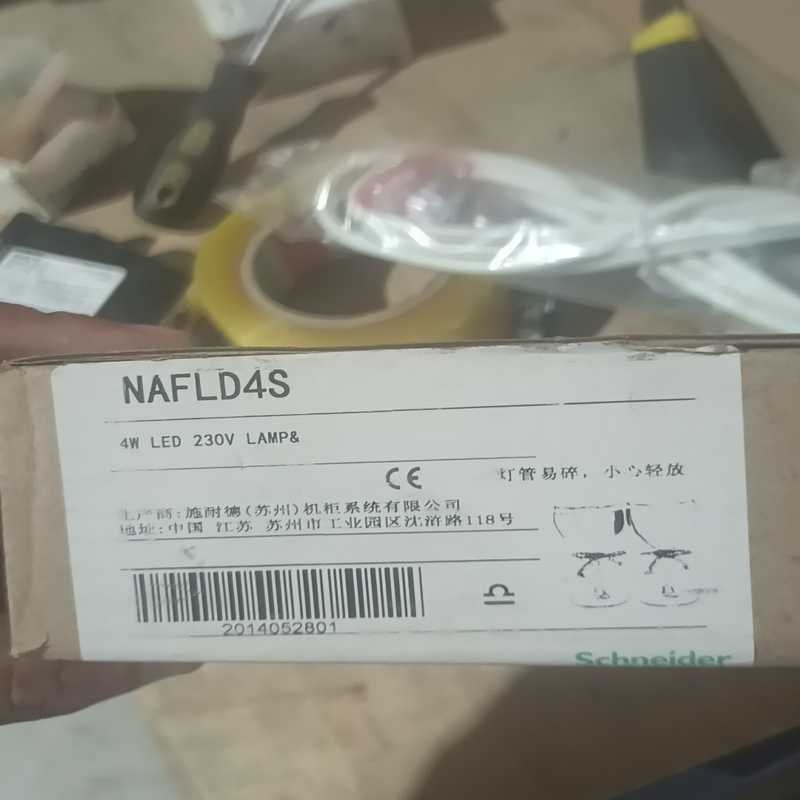 NAFLD4S
4W LED 230V LAMP&
CE
灯管易碎，小心轻放
生产商:施耐德(苏州)机柜系统有限公司
地址:中国 江苏 苏州市工业园区沈浒路118号
2014052801
Schneider